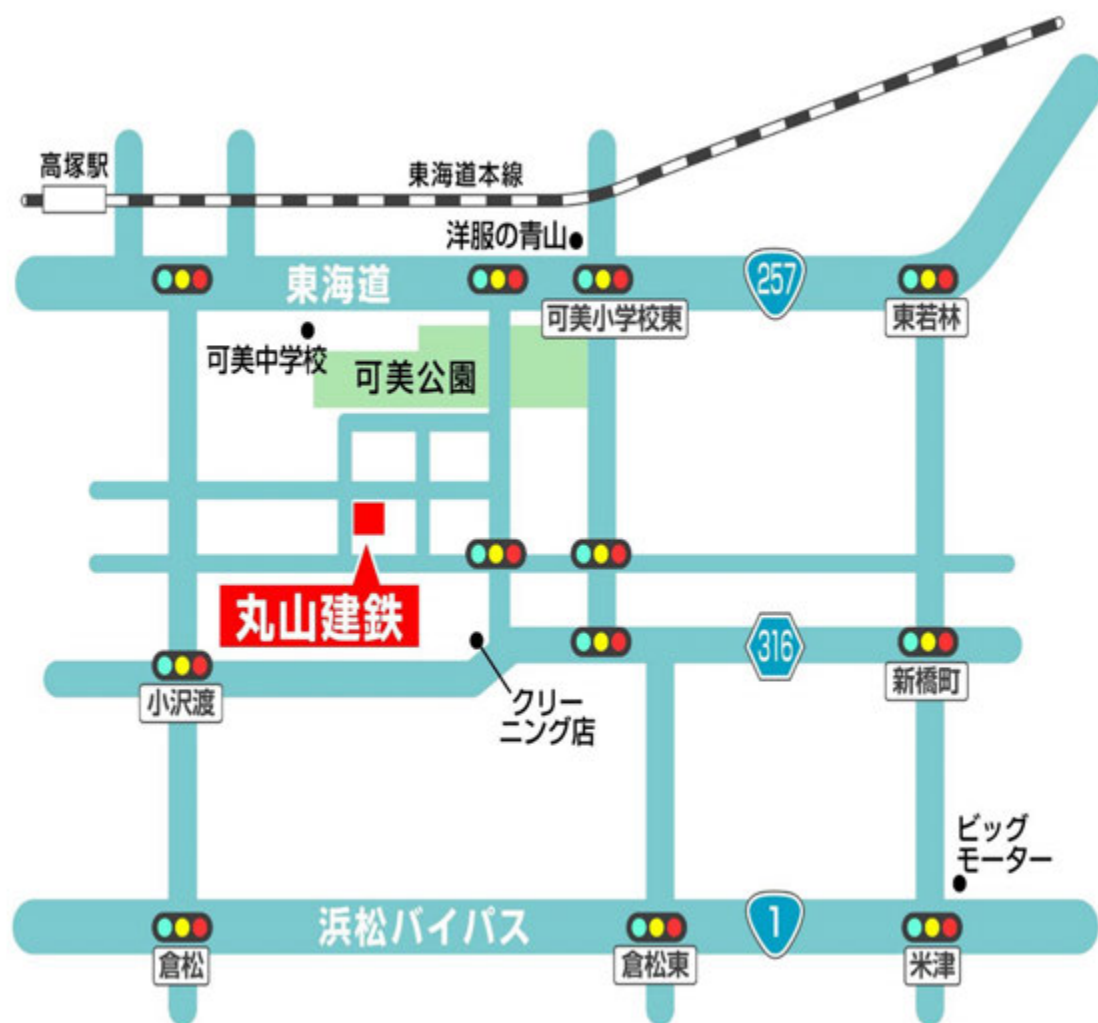 高塚駅
東海道本線
洋服の青山
東海道
257
可美小学校東
東若林
可美中学校
可美公園
丸山建鉄
316
小沢渡
新橋町
クリー
ニング店
ビッグ
モーター
浜松バイパス
1
倉松
倉松東
米津